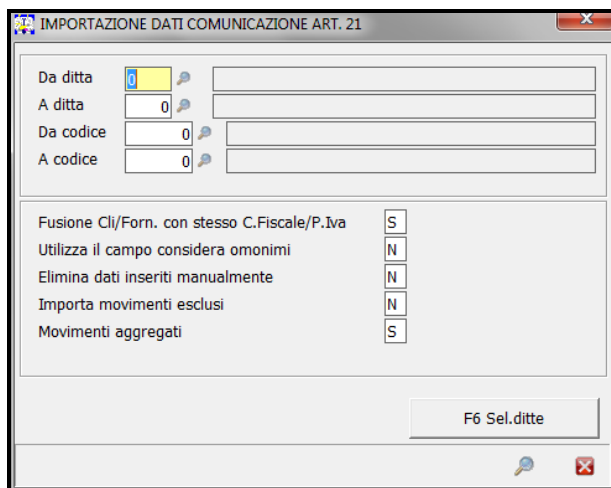 IMPORTAZIONE DATI COMUNICAZIONE ART. 21
Da ditta 0
A ditta 0
Da codice 0
A codice 0
Fusione Cli/Forn. con stesso C.Fiscale/P.Iva S
Utilizza il campo considera omonimi N
Elimina dati inseriti manualmente N
Importa movimenti esclusi N
Movimenti aggregati S
F6 Sel.ditte